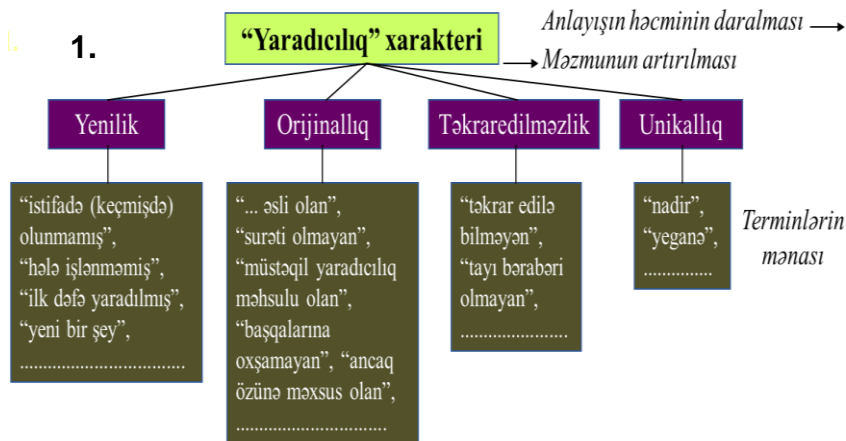 1.
1.
“Yaradıcılıq” xarakteri
Anlayışın həcminin daralması
Məzmunun artırılması
Yenilik
Orijinallıq
Təkraredilməzlik
Unikallıq
“istifadə (keçmişdə)
olunmamış”,
“hələ işlənməmiş”,
“ilk dəfə yaradılmış”,
“yeni bir şey”,
..................................
“... əsli olan”,
“surəti olmayan”,
“müstəqil yaradıcılıq
məhsulu olan”,
“başqalarına
oxşamayan”, “ancaq
özünə məxsus olan”,
...............................
“təkrar edilə
bilməyən”,
“tayı bərabəri
olmayan”,
......................
“nadir”,
“yeganə”,
...............
Terminlərin
mənası